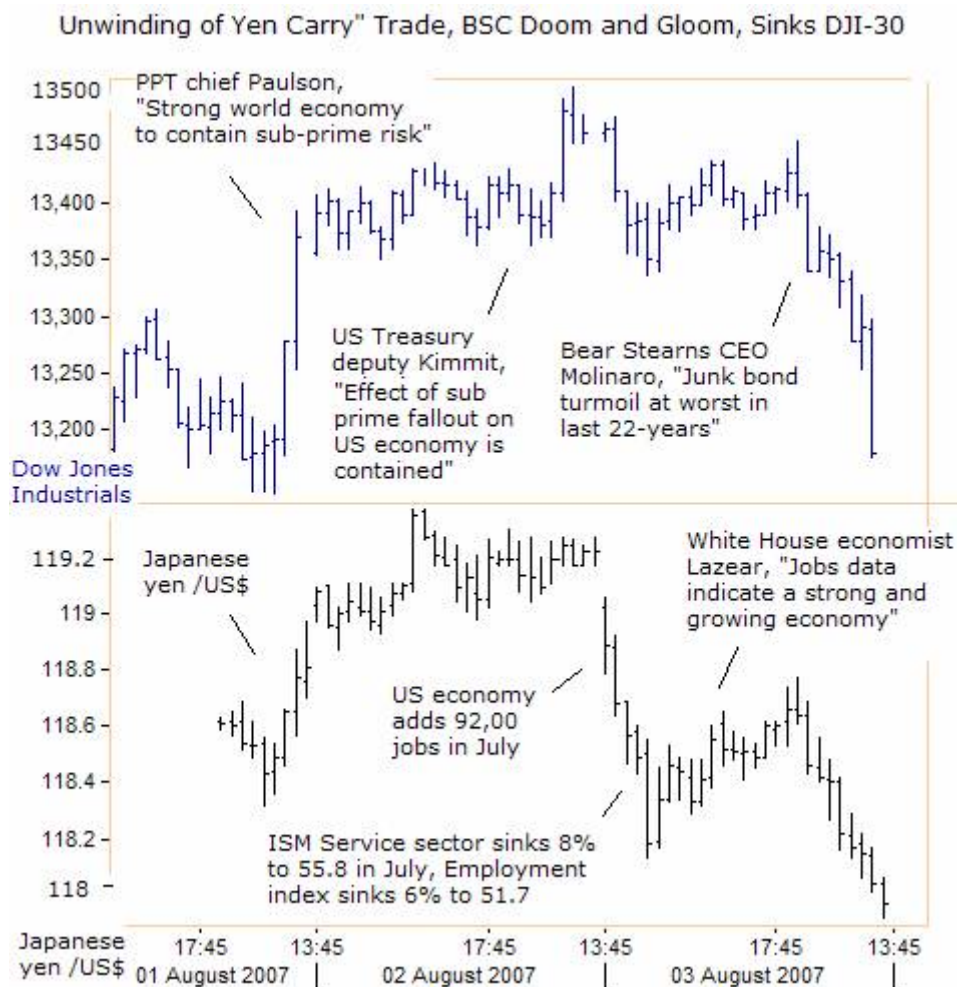 Unwinding of Yen Carry" Trade, BSC Doom and Gloom, Sinks DJI-30
PPT chief Paulson,
"Strong world economy
to contain sub-prime risk"
13500
13450
13,400
13,350
13,300
13,250
13,200
US Treasury
deputy Kimmit,
"Effect of sub
prime fallout on
US economy is
contained"
Bear Stearns CEO
Molinaro, "Junk bond
turmoil at worst in
last 22-years"
Dow Jones
Industrials
119.2
119
118.8
118.6
118.4
118.2
118
Japanese
yen /US$
White House economist
Lazear, "Jobs data
indicate a strong and
growing economy"
US economy
adds 92,00
jobs in July
ISM Service sector sinks 8%
to 55.8 in July, Employment
index sinks 6% to 51.7
Japanese
yen /US$
17:45 13:45 17:45 13:45 17:45 13:45
01 August 2007 02 August 2007 03 August 2007